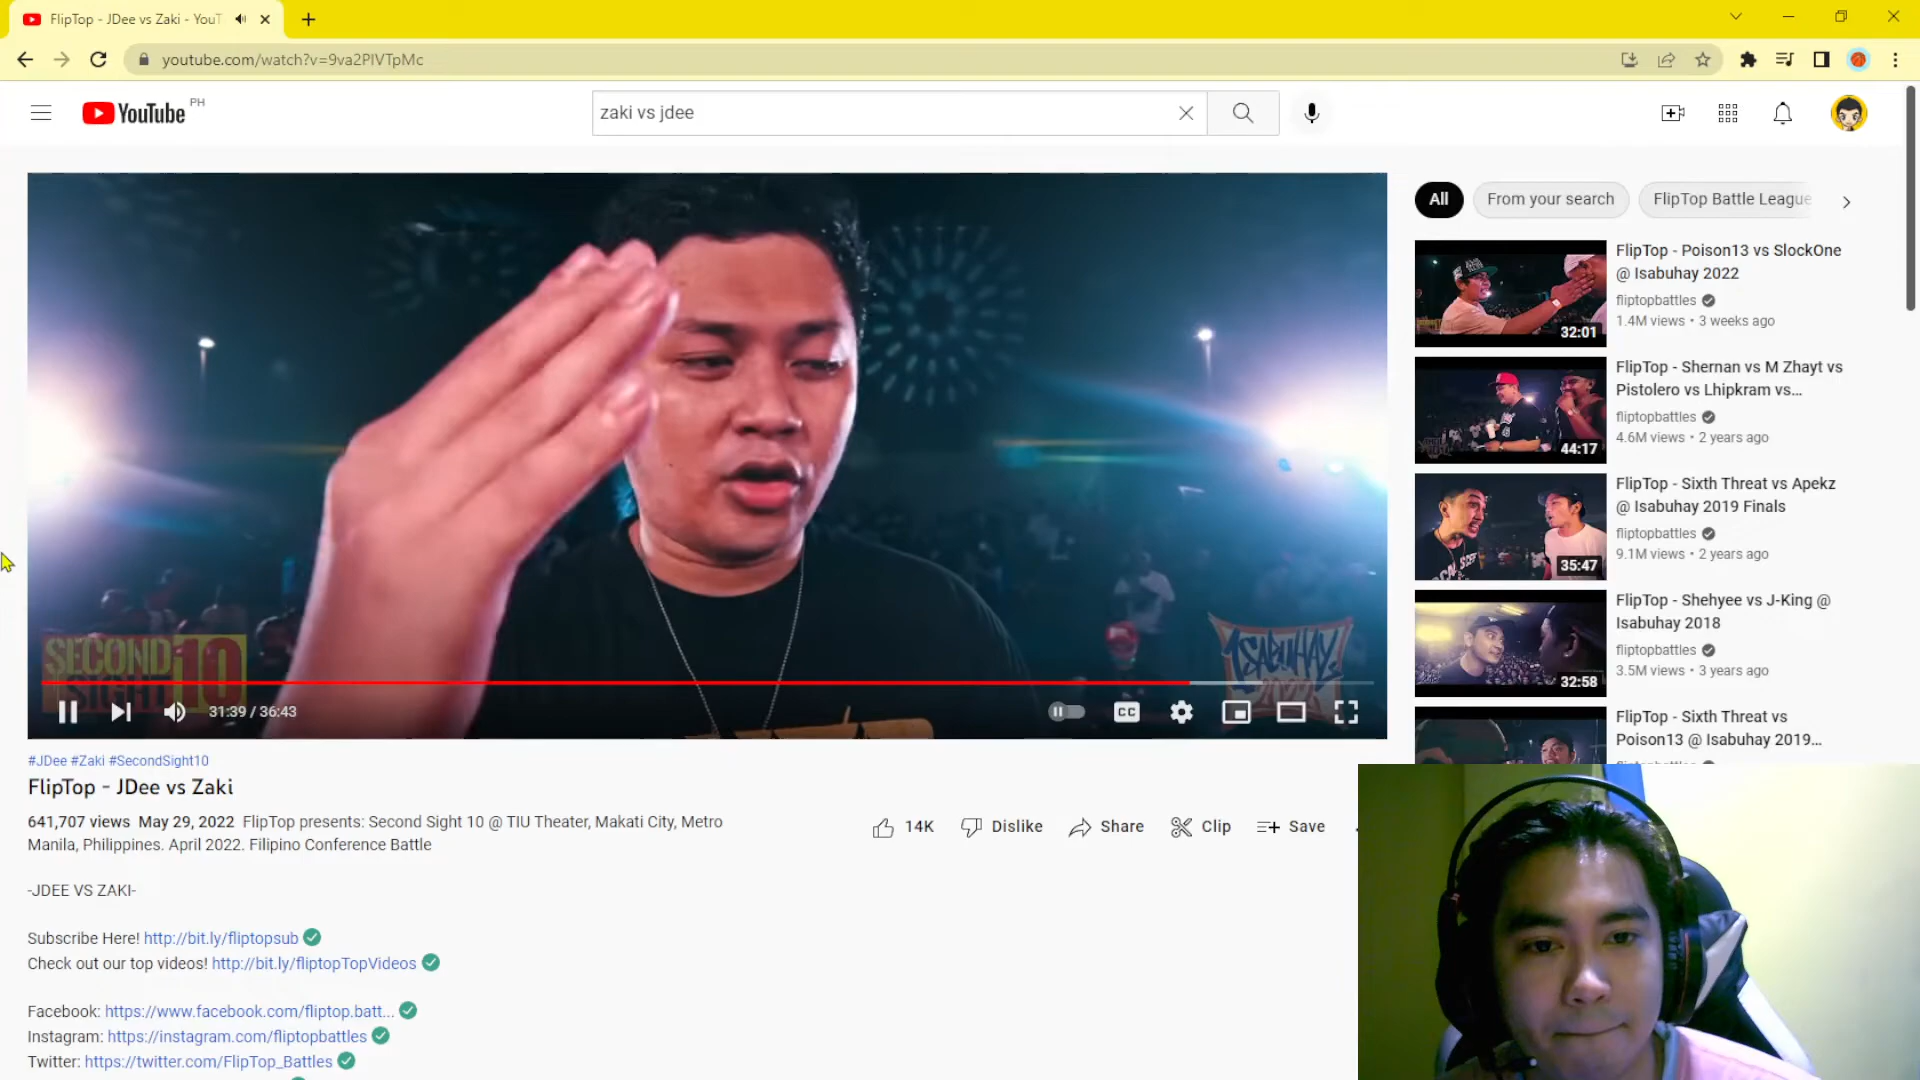 FlipTop - JDee vs Zaki - YouT
youtube.com/watch?v=9va2PIVTpMc
YouTube PH
zaki vs jdee
All
From your search
FlipTop Battle League
SECOND SIGHT 10
ISABUHAY
31:39 / 36:43
CC
#JDee #Zaki #SecondSight10
FlipTop - JDee vs Zaki
641,707 views May 29, 2022 FlipTop presents: Second Sight 10 @ TIU Theater, Makati City, Metro
Manila, Philippines. April 2022. Filipino Conference Battle
14K
Dislike
Share
Clip
Save
-JDEE VS ZAKI-
Subscribe Here! http://bit.ly/fliptopsub
Check out our top videos! http://bit.ly/fliptopTopVideos
Facebook: https://www.facebook.com/fliptop.batt...
Instagram: https://instagram.com/fliptopbattles
Twitter: https://twitter.com/FlipTop_Battles
FlipTop - Poison13 vs SlockOne
@ Isabuhay 2022
fliptopbattles
1.4M views • 3 weeks ago
32:01
FlipTop - Shernan vs M Zhayt vs
Pistolero vs Lhipkram vs...
fliptopbattles
4.6M views • 2 years ago
44:17
FlipTop - Sixth Threat vs Apekz
@ Isabuhay 2019 Finals
fliptopbattles
9.1M views • 2 years ago
35:47
FlipTop - Shehyee vs J-King @
Isabuhay 2018
fliptopbattles
3.5M views • 3 years ago
32:58
FlipTop - Sixth Threat vs
Poison13 @ Isabuhay 2019...